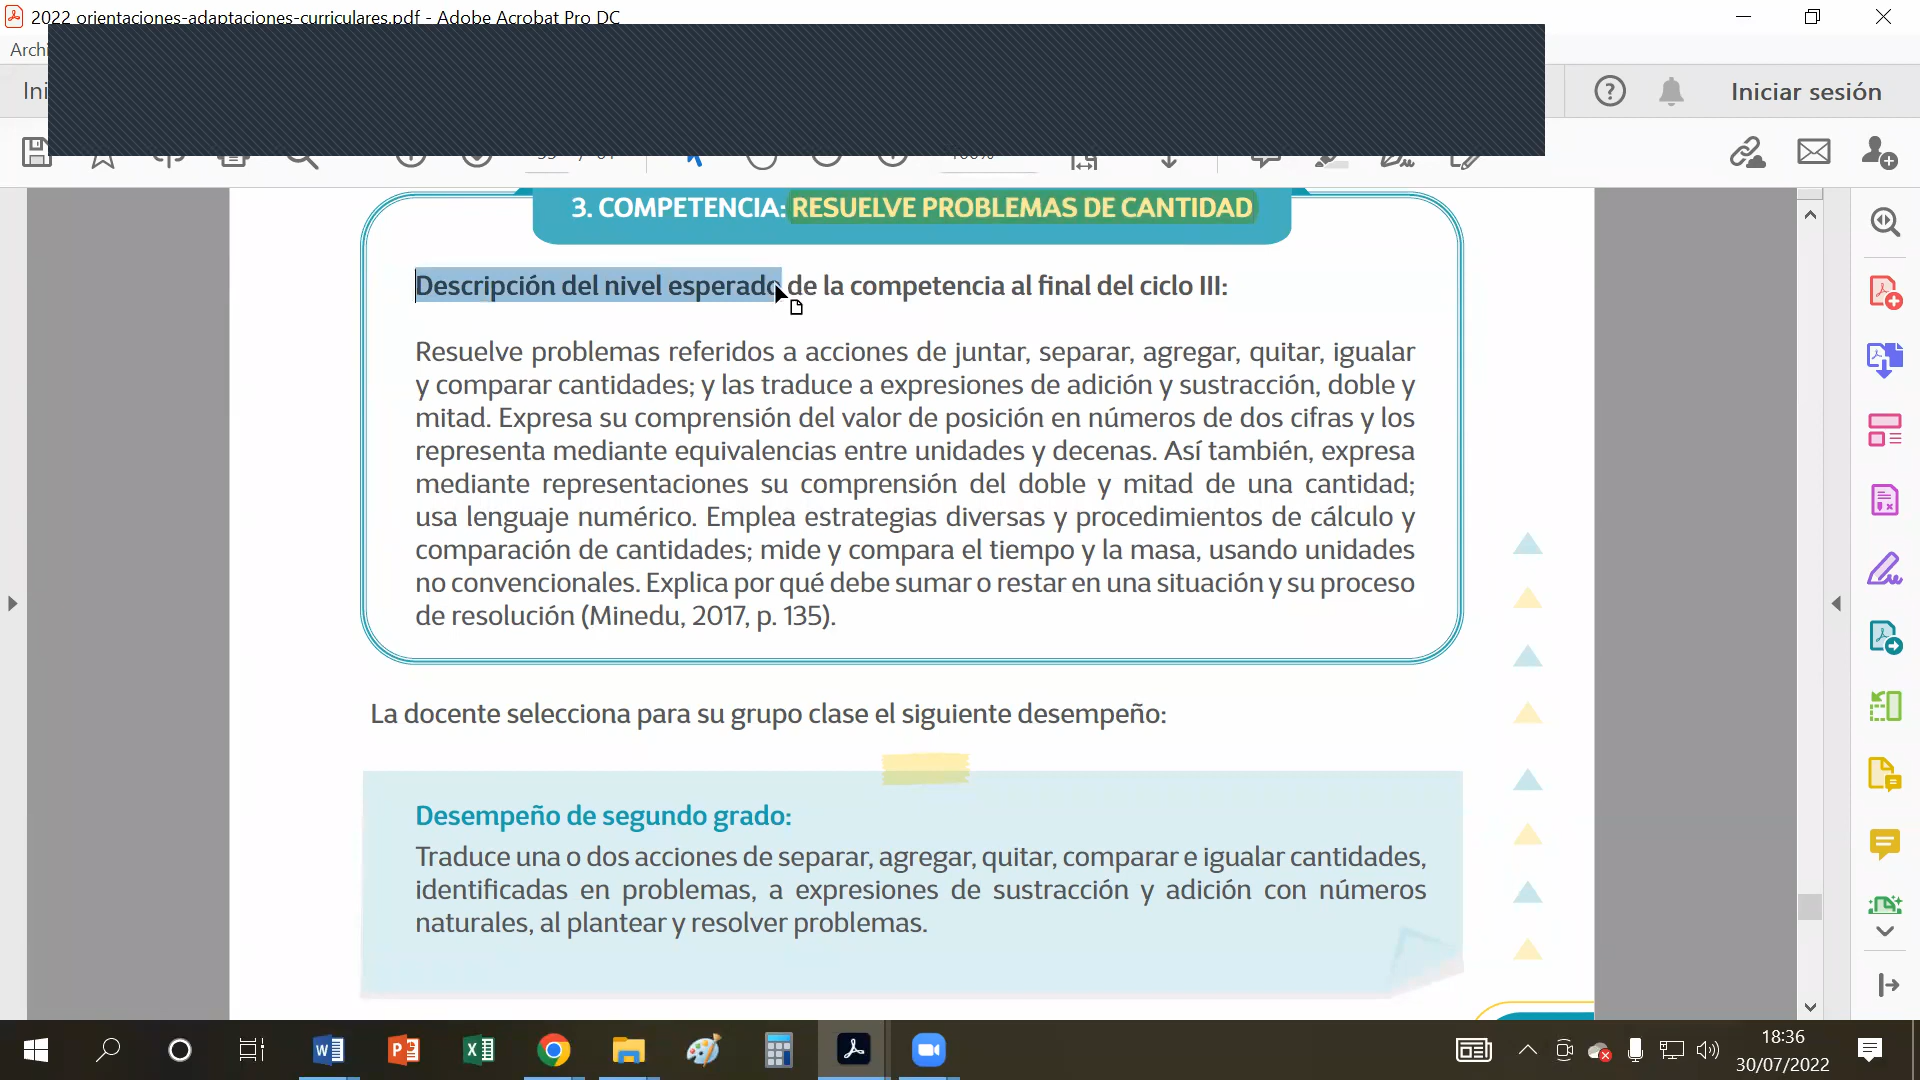 2022 orientaciones-adaptaciones-curriculares.pdf - Adobe Acrobat Pro DC
Archi
Ini
Iniciar sesión
3. COMPETENCIA: RESUELVE PROBLEMAS DE CANTIDAD
Descripción del nivel esperado de la competencia al final del ciclo III:
Resuelve problemas referidos a acciones de juntar, separar, agregar, quitar, igualar
y comparar cantidades; y las traduce a expresiones de adición y sustracción, doble y
mitad. Expresa su comprensión del valor de posición en números de dos cifras y los
representa mediante equivalencias entre unidades y decenas. Así también, expresa
mediante representaciones su comprensión del doble y mitad de una cantidad;
usa lenguaje numérico. Emplea estrategias diversas y procedimientos de cálculo y
comparación de cantidades; mide y compara el tiempo y la masa, usando unidades
no convencionales. Explica por qué debe sumar o restar en una situación y su proceso
de resolución (Minedu, 2017, p. 135).
La docente selecciona para su grupo clase el siguiente desempeño:
Desempeño de segundo grado:
Traduce una o dos acciones de separar, agregar, quitar, comparar e igualar cantidades,
identificadas en problemas, a expresiones de sustracción y adición con números
naturales, al plantear y resolver problemas.
18:36
30/07/2022